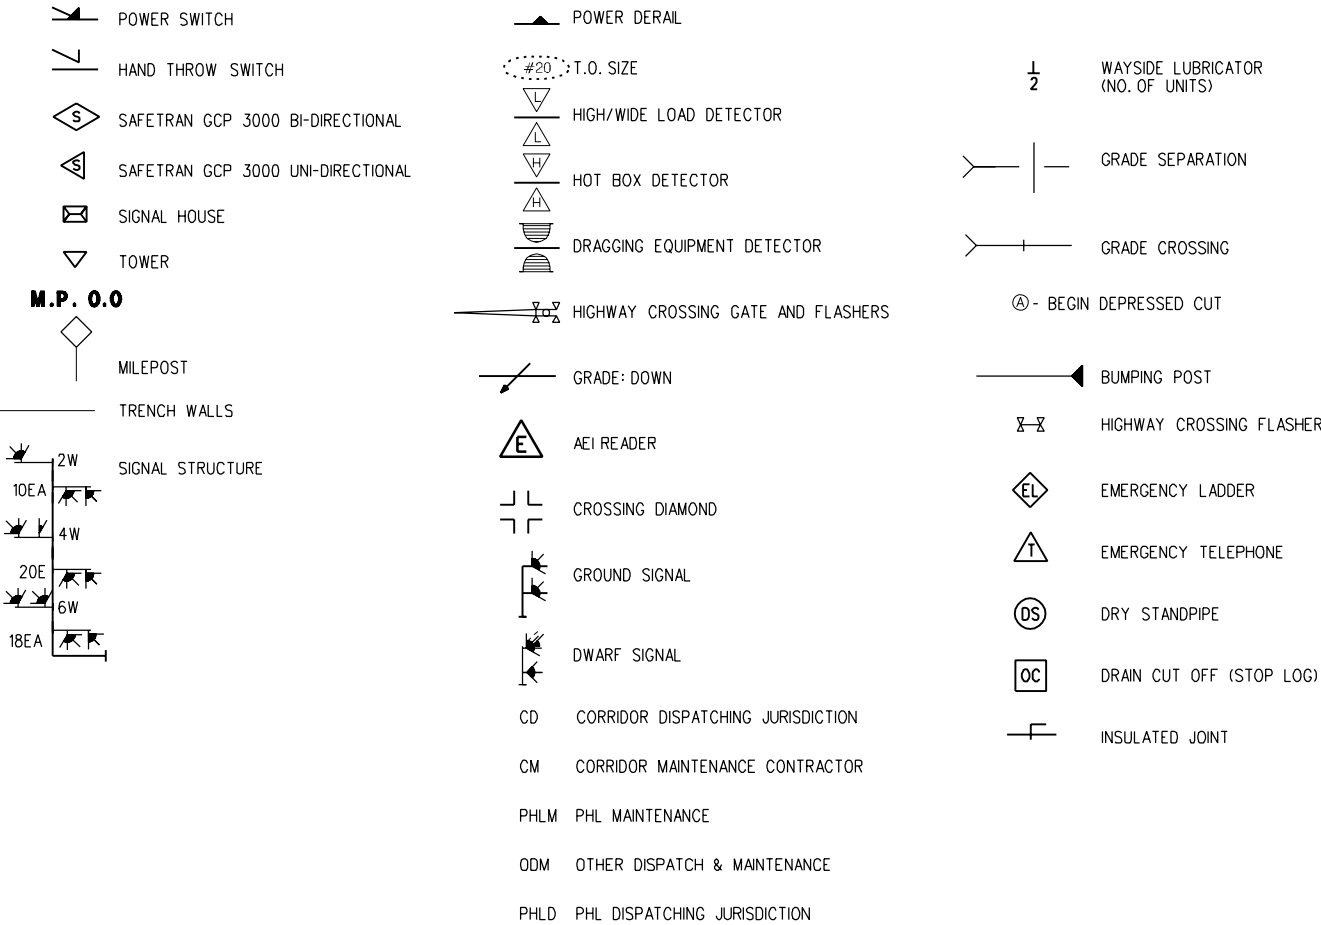 POWER SWITCH
HAND THROW SWITCH
S SAFETRAN GCP 3000 BI-DIRECTIONAL
S SAFETRAN GCP 3000 UNI-DIRECTIONAL
SIGNAL HOUSE
TOWER
M.P. 0.0
MILEPOST
TRENCH WALLS
SIGNAL STRUCTURE
2W
10EA
4W
20E
6W
18EA
POWER DERAIL
#20 T.O. SIZE
L
HIGH/WIDE LOAD DETECTOR
L
H
HOT BOX DETECTOR
H
DRAGGING EQUIPMENT DETECTOR
HIGHWAY CROSSING GATE AND FLASHERS
GRADE: DOWN
E AEI READER
CROSSING DIAMOND
GROUND SIGNAL
DWARF SIGNAL
CD CORRIDOR DISPATCHING JURISDICTION
CM CORRIDOR MAINTENANCE CONTRACTOR
PHLM PHL MAINTENANCE
ODM OTHER DISPATCH & MAINTENANCE
PHLD PHL DISPATCHING JURISDICTION
WAYSIDE LUBRICATOR
2 (NO. OF UNITS)
GRADE SEPARATION
GRADE CROSSING
Ⓐ - BEGIN DEPRESSED CUT
BUMPING POST
HIGHWAY CROSSING FLASHER
EL EMERGENCY LADDER
T EMERGENCY TELEPHONE
DS DRY STANDPIPE
OC DRAIN CUT OFF (STOP LOG)
INSULATED JOINT